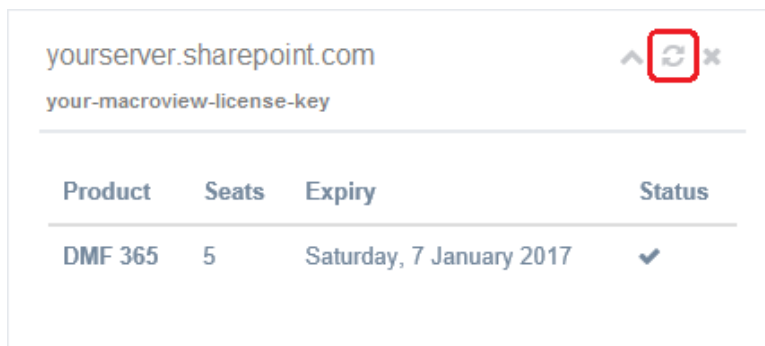 yourserver.sharepoint.com
your-macroview-license-key
Product Seats Expiry Status
DMF 365 5 Saturday, 7 January 2017